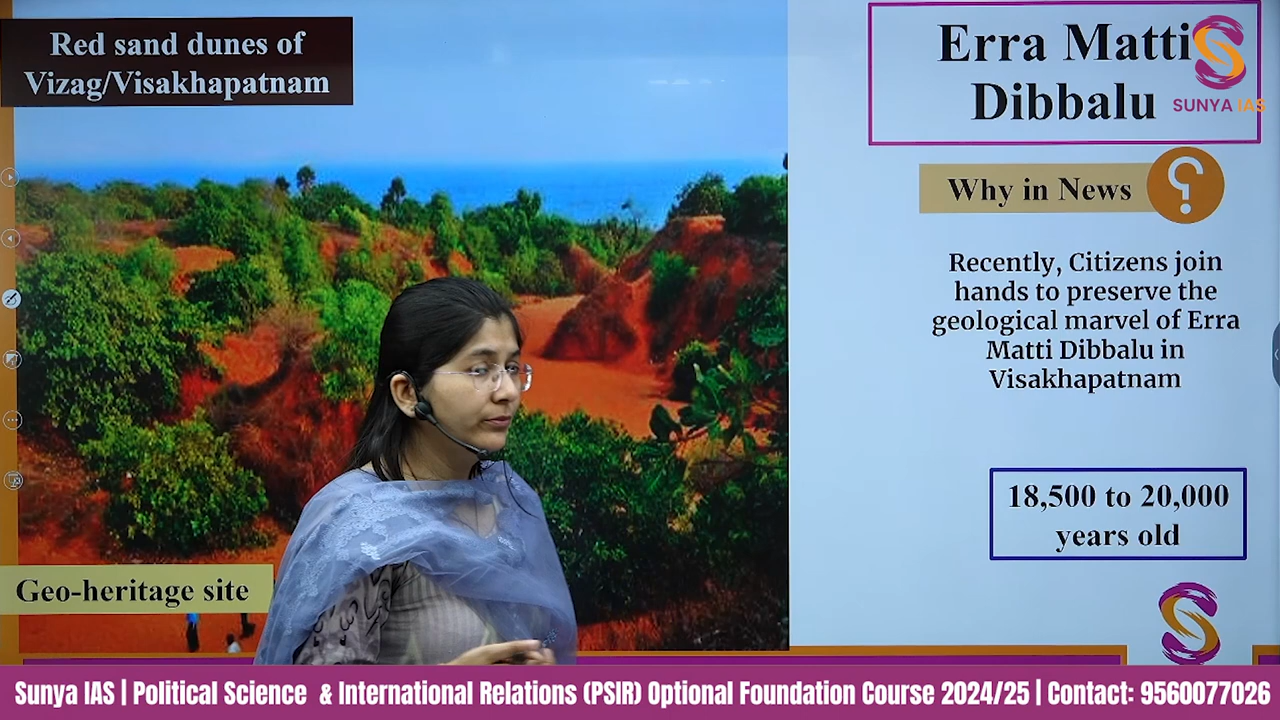 Red sand dunes of
Vizag/Visakhapatnam
Erra Matti
Dibbalu
SUNYA IAS
Why in News
?
Recently, Citizens join
hands to preserve the
geological marvel of Erra
Matti Dibbalu in
Visakhapatnam
18,500 to 20,000
years old
Geo-heritage site
Sunya IAS | Political Science & International Relations (PSIR) Optional Foundation Course 2024/25 | Contact: 9560077026